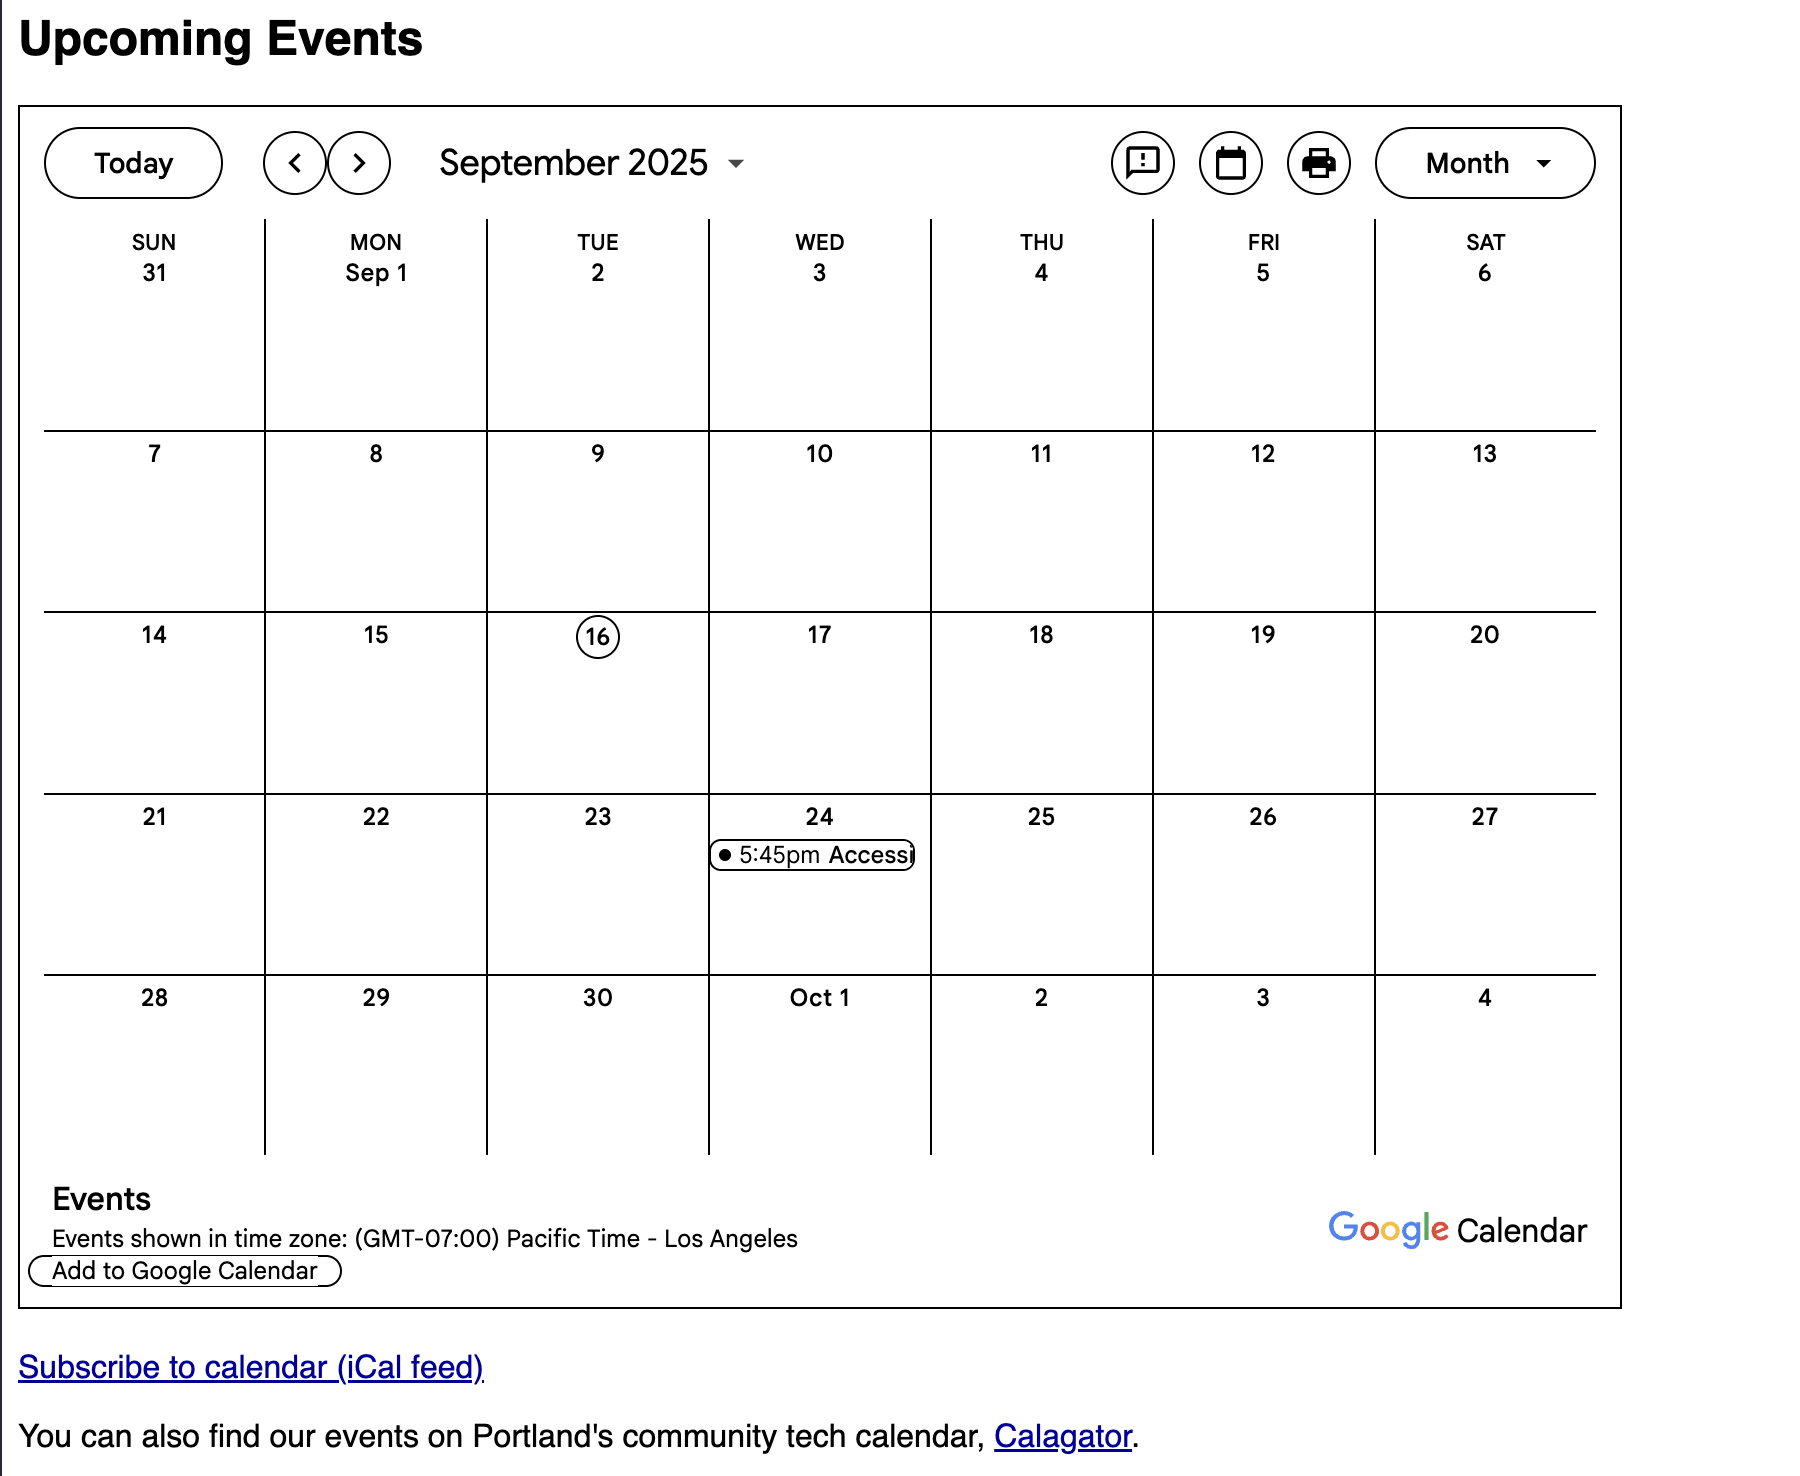 Upcoming Events
Today
September 2025
Month
SUN MON TUE WED THU FRI SAT
31 Sep 1 2 3 4 5 6
7 8 9 10 11 12 13
14 15 16 17 18 19 20
21 22 23 24 25 26 27
5:45pm Accessi
28 29 30 Oct 1 2 3 4
Events
Events shown in time zone: (GMT-07:00) Pacific Time - Los Angeles
Add to Google Calendar
Google Calendar
Subscribe to calendar (iCal feed)
You can also find our events on Portland's community tech calendar, Calagator.